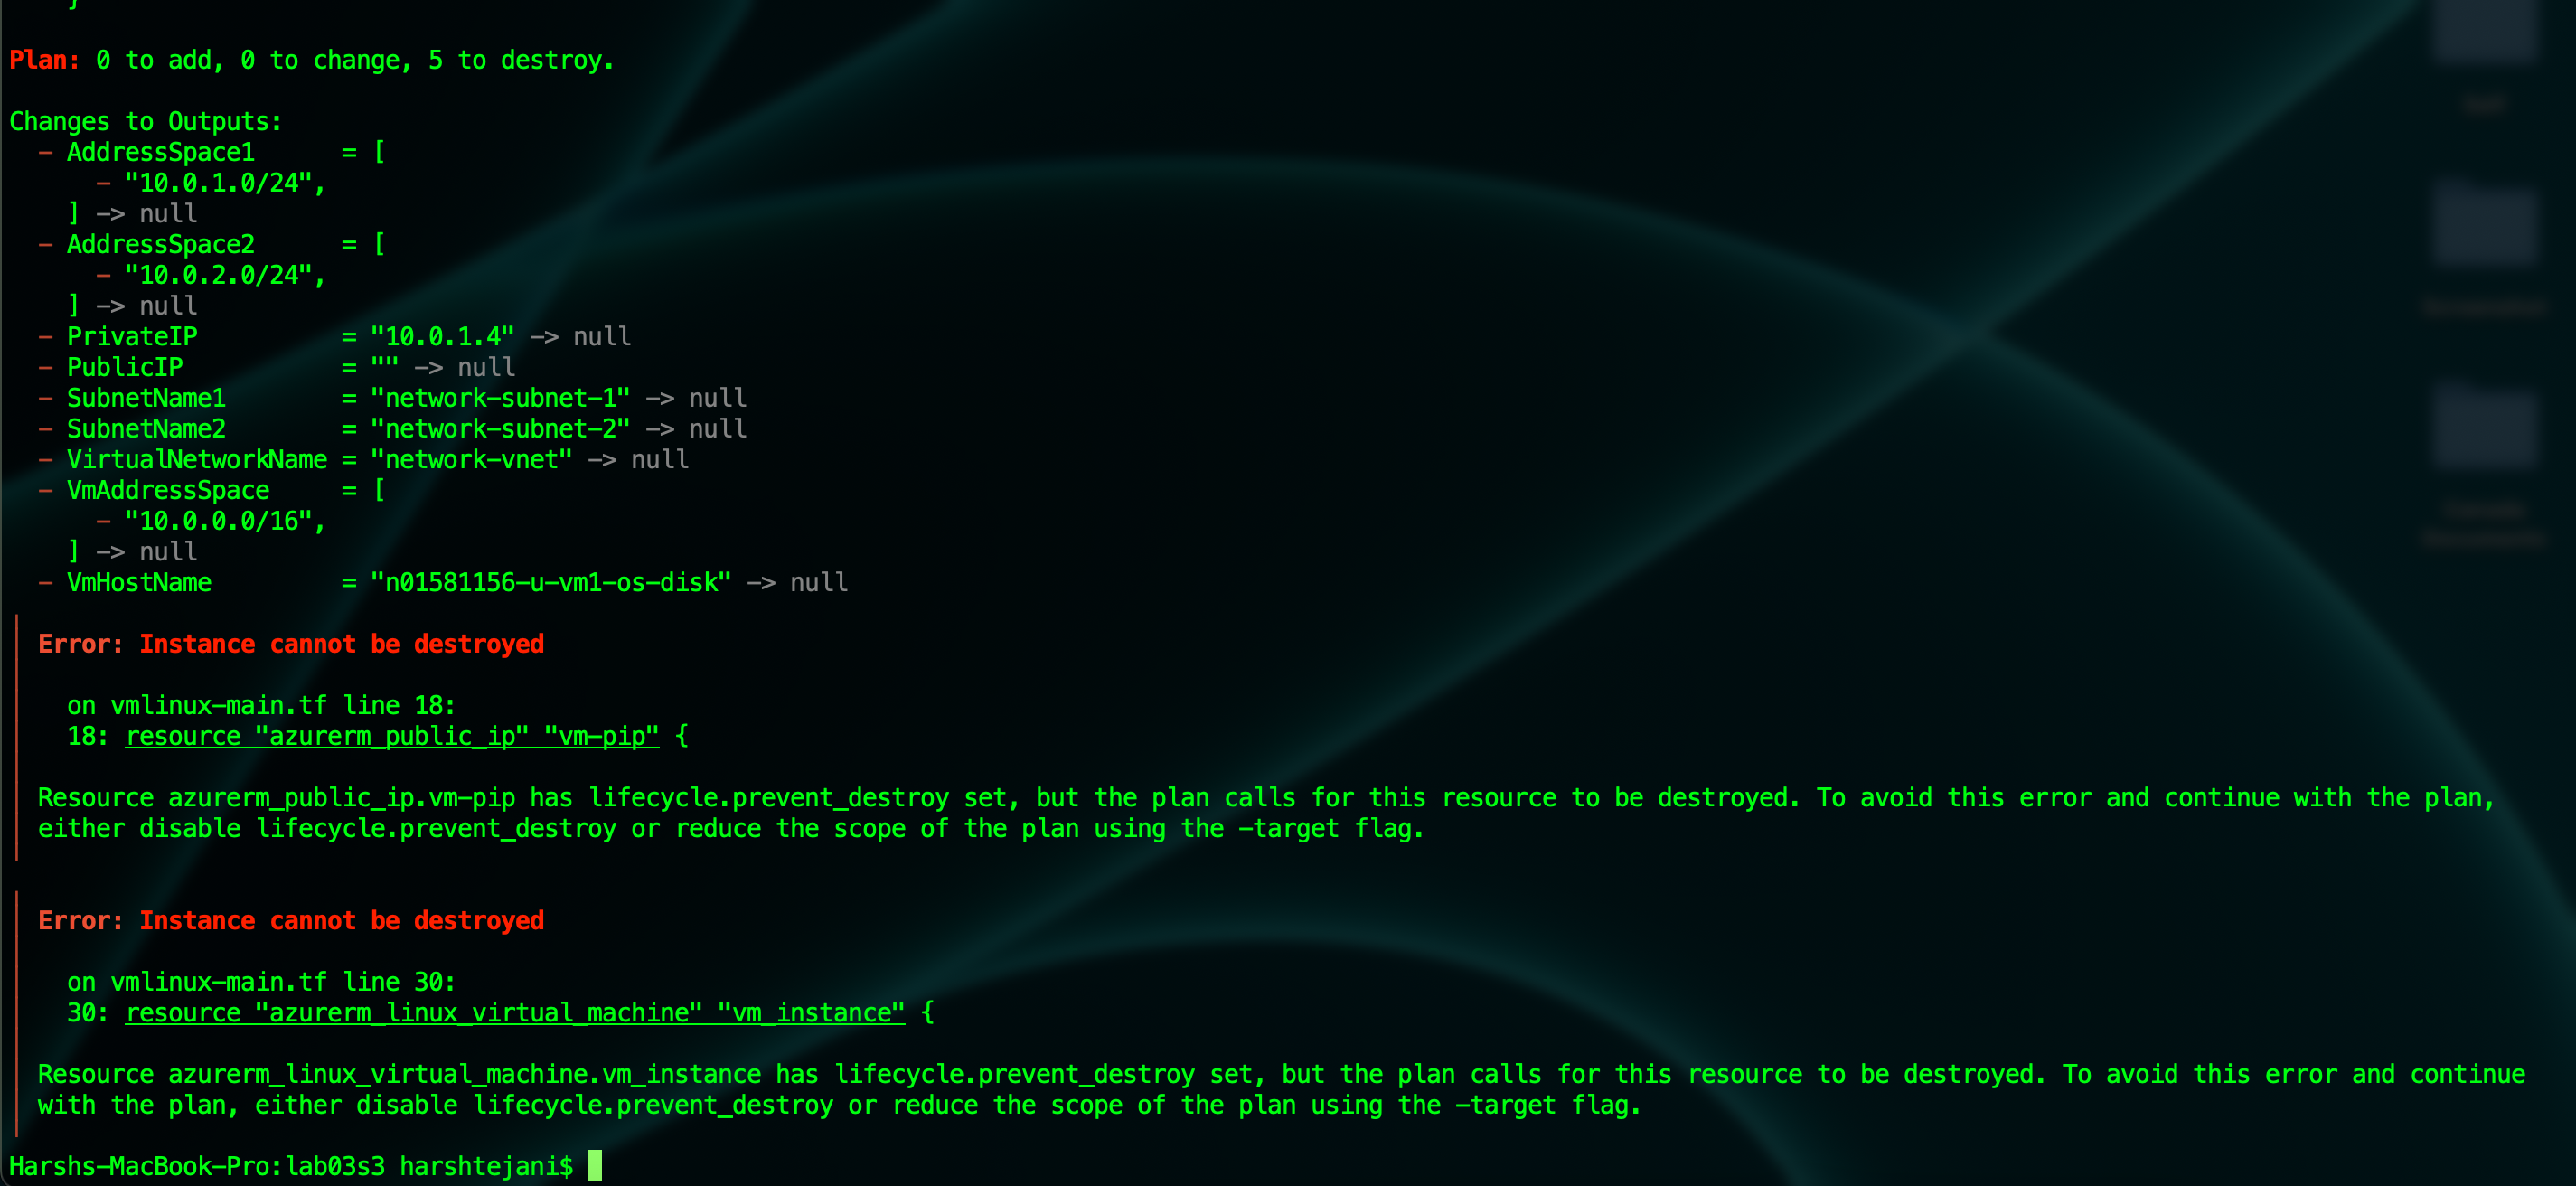 }
Plan: 0 to add, 0 to change, 5 to destroy.
Changes to Outputs:
  - AddressSpace1      = [
      - "10.0.1.0/24",
    ] -> null
  - AddressSpace2      = [
      - "10.0.2.0/24",
    ] -> null
  - PrivateIP          = "10.0.1.4" -> null
  - PublicIP           = "" -> null
  - SubnetName1        = "network-subnet-1" -> null
  - SubnetName2        = "network-subnet-2" -> null
  - VirtualNetworkName = "network-vnet" -> null
  - VmAddressSpace     = [
      - "10.0.0.0/16",
    ] -> null
  - VmHostName         = "n01581156-u-vm1-os-disk" -> null
Error: Instance cannot be destroyed
  on vmlinux-main.tf line 18:
  18: resource "azurerm_public_ip" "vm-pip" {
Resource azurerm_public_ip.vm-pip has lifecycle.prevent_destroy set, but the plan calls for this resource to be destroyed. To avoid this error and continue with the plan,
either disable lifecycle.prevent_destroy or reduce the scope of the plan using the -target flag.
Error: Instance cannot be destroyed
  on vmlinux-main.tf line 30:
  30: resource "azurerm_linux_virtual_machine" "vm_instance" {
Resource azurerm_linux_virtual_machine.vm_instance has lifecycle.prevent_destroy set, but the plan calls for this resource to be destroyed. To avoid this error and continue
with the plan, either disable lifecycle.prevent_destroy or reduce the scope of the plan using the -target flag.
Harshs-MacBook-Pro:lab03s3 harshtejani$